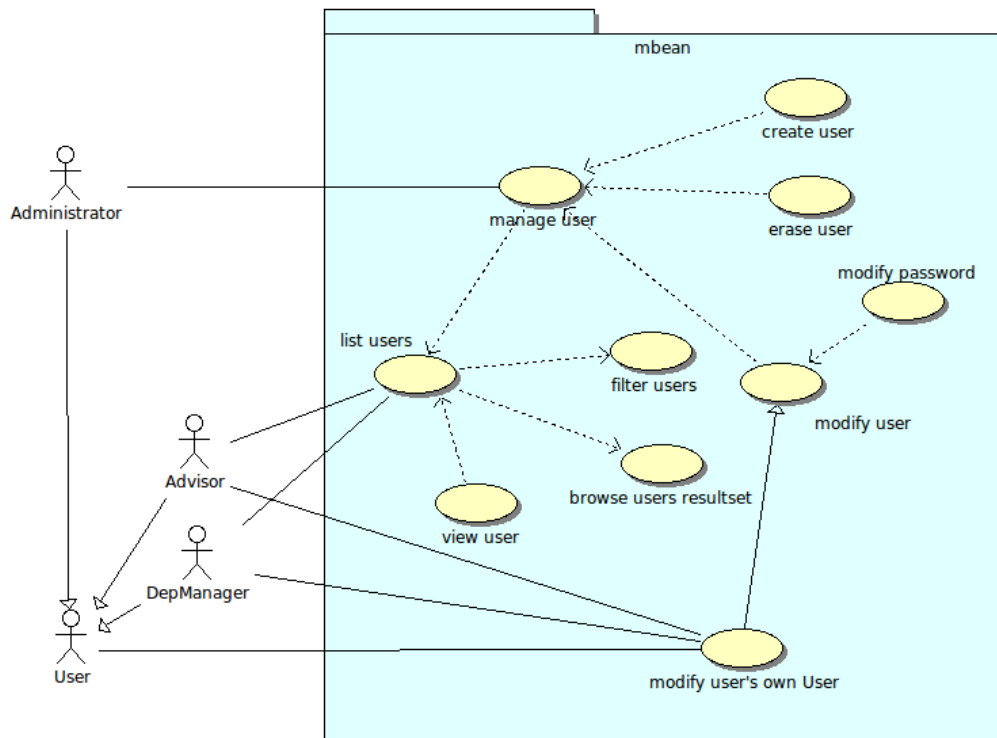 mbean
create user
Administrator
manage user
erase user
modify password
list users
filter users
modify user
Advisor
browse users resultset
view user
DepManager
User
modify user's own User